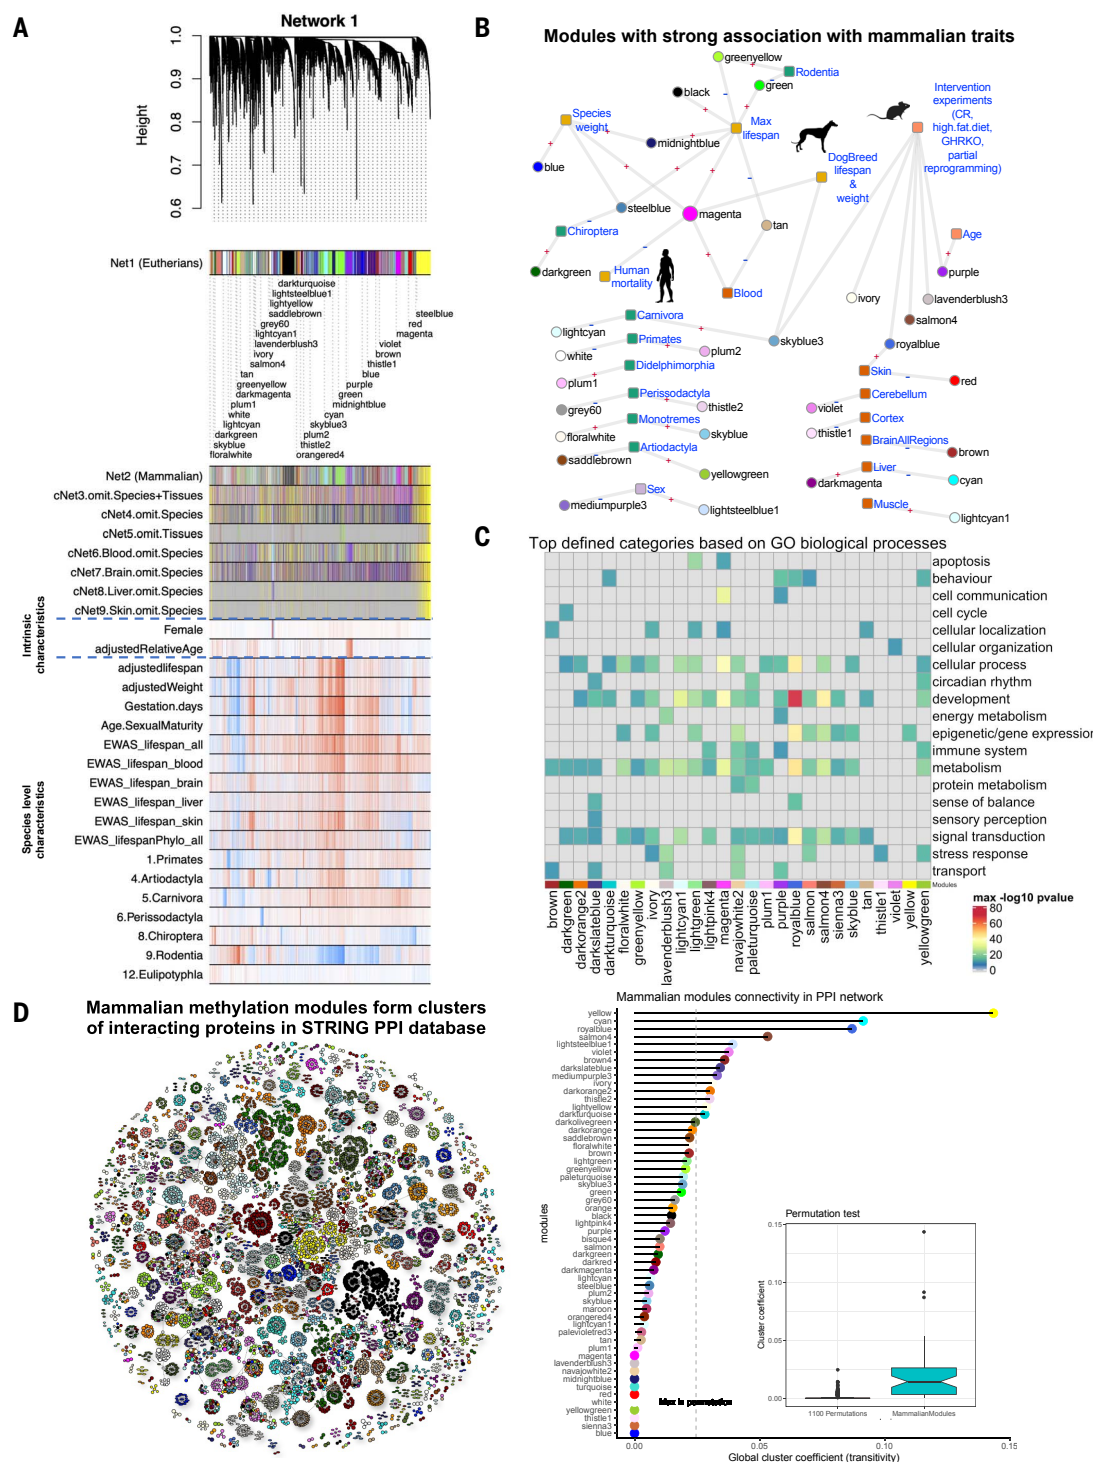 A
Network 1
Height
1.0
0.9
0.8
0.7
0.6
Net1 (Eutherians)
darkturquoise
lightsteelblue1
lightyellow
saddlebrown
grey60
lightcyan1
lavenderblush3
ivory
salmon4
tan
greenyellow
darkmagenta
plum1
white
lightcyan
darkgreen
skyblue
floralwhite
steelblue
red
magenta
violet
brown
thistle1
blue
purple
green
midnightblue
cyan
skyblue3
plum2
thistle2
orangered4
Net2 (Mammalian)
cNet3.omit.Species+Tissues
cNet4.omit.Species
cNet5.omit.Tissues
cNet6.Blood.omit.Species
cNet7.Brain.omit.Species
cNet8.Liver.omit.Species
cNet9.Skin.omit.Species
Intrinsic
characteristics
Female
adjustedRelativeAge
Species level
characteristics
adjustedlifespan
adjustedWeight
Gestation.days
Age.SexualMaturity
EWAS_lifespan_all
EWAS_lifespan_blood
EWAS_lifespan_brain
EWAS_lifespan_liver
EWAS_lifespan_skin
EWAS_lifespanPhylo_all
1.Primates
4.Artiodactyla
5.Carnivora
6.Perissodactyla
8.Chiroptera
9.Rodentia
12.Eulipotyphla
B
Modules with strong association with mammalian traits
greenyellow
Rodentia
green
black
Species
weight
Max
lifespan
midnightblue
blue
DogBreed
lifespan
&
weight
Intervention
experiments
(CR,
high.fat.diet,
GHRKO,
partial
reprogramming)
steelblue
magenta
tan
Chiroptera
darkgreen
Human
mortality
Blood
Age
purple
ivory
lavenderblush3
salmon4
royalblue
Carnivora
lightcyan
Primates
white
plum2
skyblue3
Didelphimorphia
plum1
Perissodactyla
grey60
thistle2
Monotremes
floralwhite
skyblue
Artiodactyla
saddlebrown
yellowgreen
Sex
mediumpurple3
lightsteelblue1
Skin
red
Cerebellum
violet
Cortex
thistle1
BrainAllRegions
brown
Liver
darkmagenta
cyan
Muscle
lightcyan1
C
Top defined categories based on GO biological processes
apoptosis
behaviour
cell communication
cell cycle
cellular localization
cellular organization
cellular process
circadian rhythm
development
energy metabolism
epigenetic/gene expression
immune system
metabolism
protein metabolism
sense of balance
sensory perception
signal transduction
stress response
transport
Modules
brown
darkgreen
darkorange2
darkslateblue
darkturquoise
floralwhite
greenyellow
ivory
lavenderblush3
lightcyan1
lightgreen
lightpink4
magenta
navajowhite2
paleturquoise
plum1
purple
royalblue
salmon
salmon4
sienna3
skyblue
tan
thistle1
violet
yellow
yellowgreen
max -log10 pvalue
80
60
40
20
0
D
Mammalian methylation modules form clusters
of interacting proteins in STRING PPI database
Mammalian modules connectivity in PPI network
modules
yellow
cyan
royalblue
salmon4
lightsteelblue1
violet
brown4
darkslateblue
mediumpurple3
ivory
darkorange2
thistle2
lightyellow
darkturquoise
darkolivegreen
darkorange
saddlebrown
floralwhite
brown
lightgreen
greenyellow
paleturquoise
skyblue3
green
grey60
orange
black
lightpink4
purple
bisque4
salmon
darkgreen
darkred
darkmagenta
lightcyan
steelblue
plum2
skyblue
maroon
orangered4
lightcyan1
palevioletred3
tan
plum1
magenta
lavenderblush3
navajowhite2
midnightblue
turquoise
red
white
yellowgreen
thistle1
sienna3
blue
Max in permutation
0.00
0.05
0.10
0.15
Global cluster coefficient (transitivity)
Permutation test
Cluster coefficient
0.15
0.10
0.05
0.00
1100 Permutations
MammalianModules